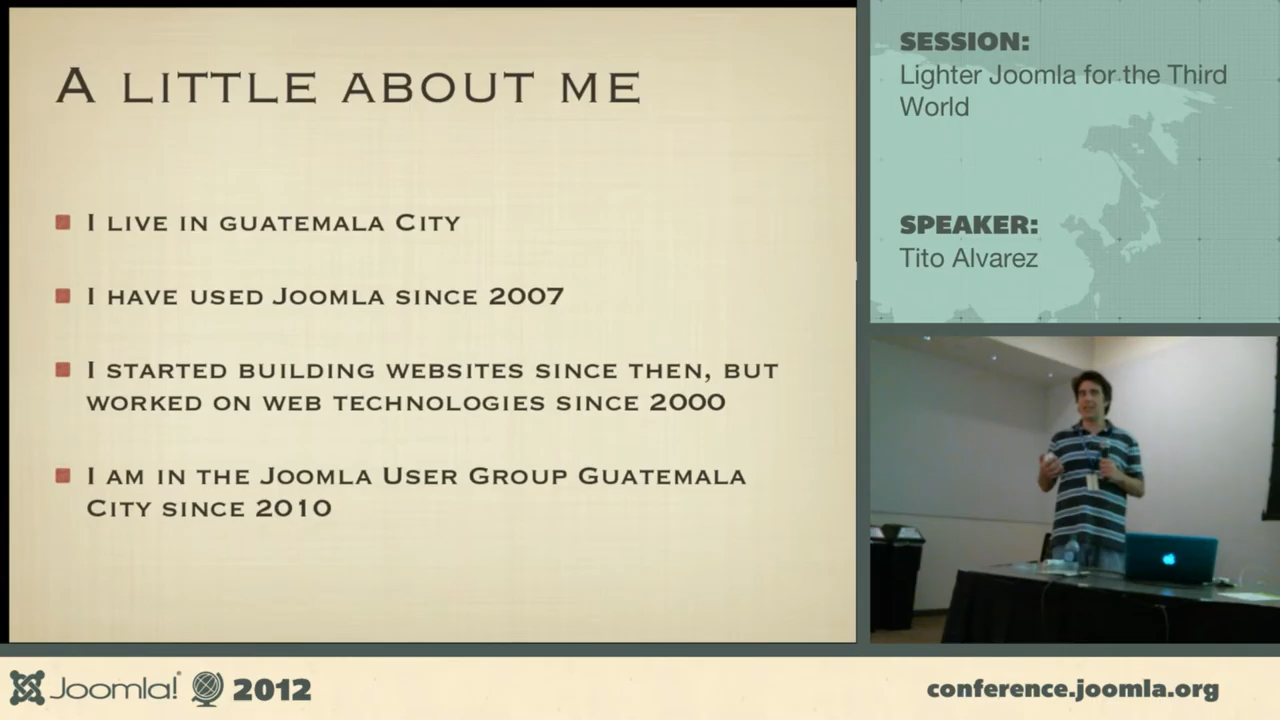 A LITTLE ABOUT ME
I LIVE IN GUATEMALA CITY
I HAVE USED JOOMLA SINCE 2007
I STARTED BUILDING WEBSITES SINCE THEN, BUT
WORKED ON WEB TECHNOLOGIES SINCE 2000
I AM IN THE JOOMLA USER GROUP GUATEMALA
CITY SINCE 2010
SESSION:
Lighter Joomla for the Third
World
SPEAKER:
Tito Alvarez
Joomla! 2012
conference.joomla.org